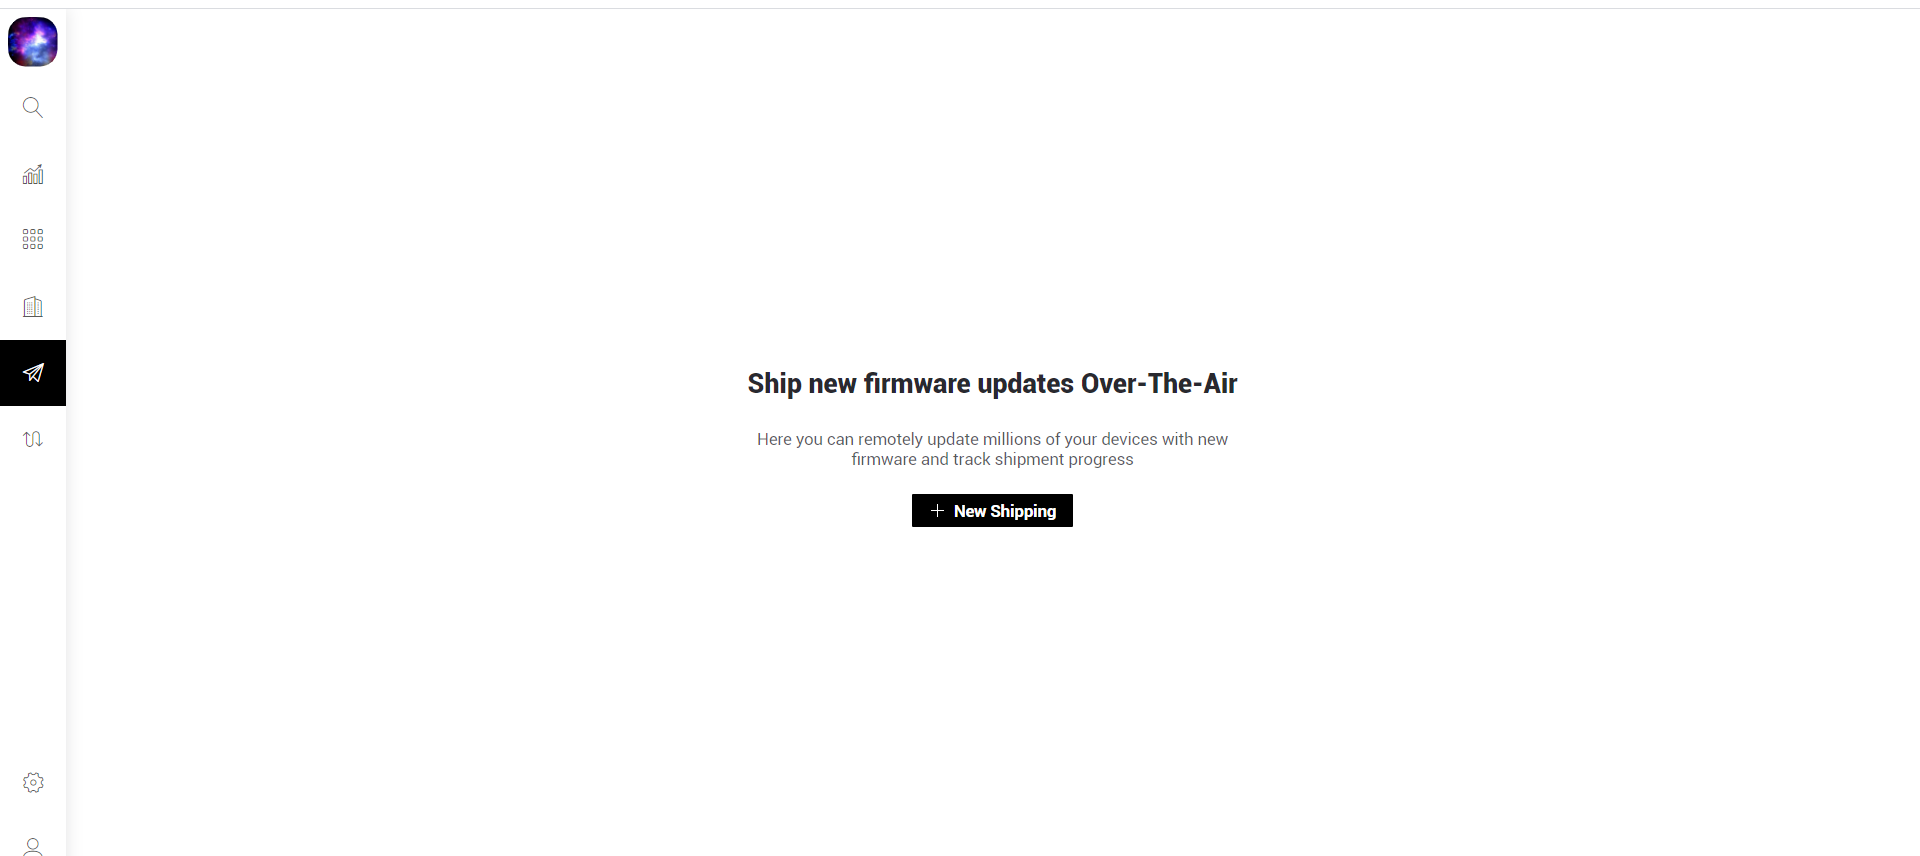 Ship new firmware updates Over-The-Air
Here you can remotely update millions of your devices with new
firmware and track shipment progress
New Shipping